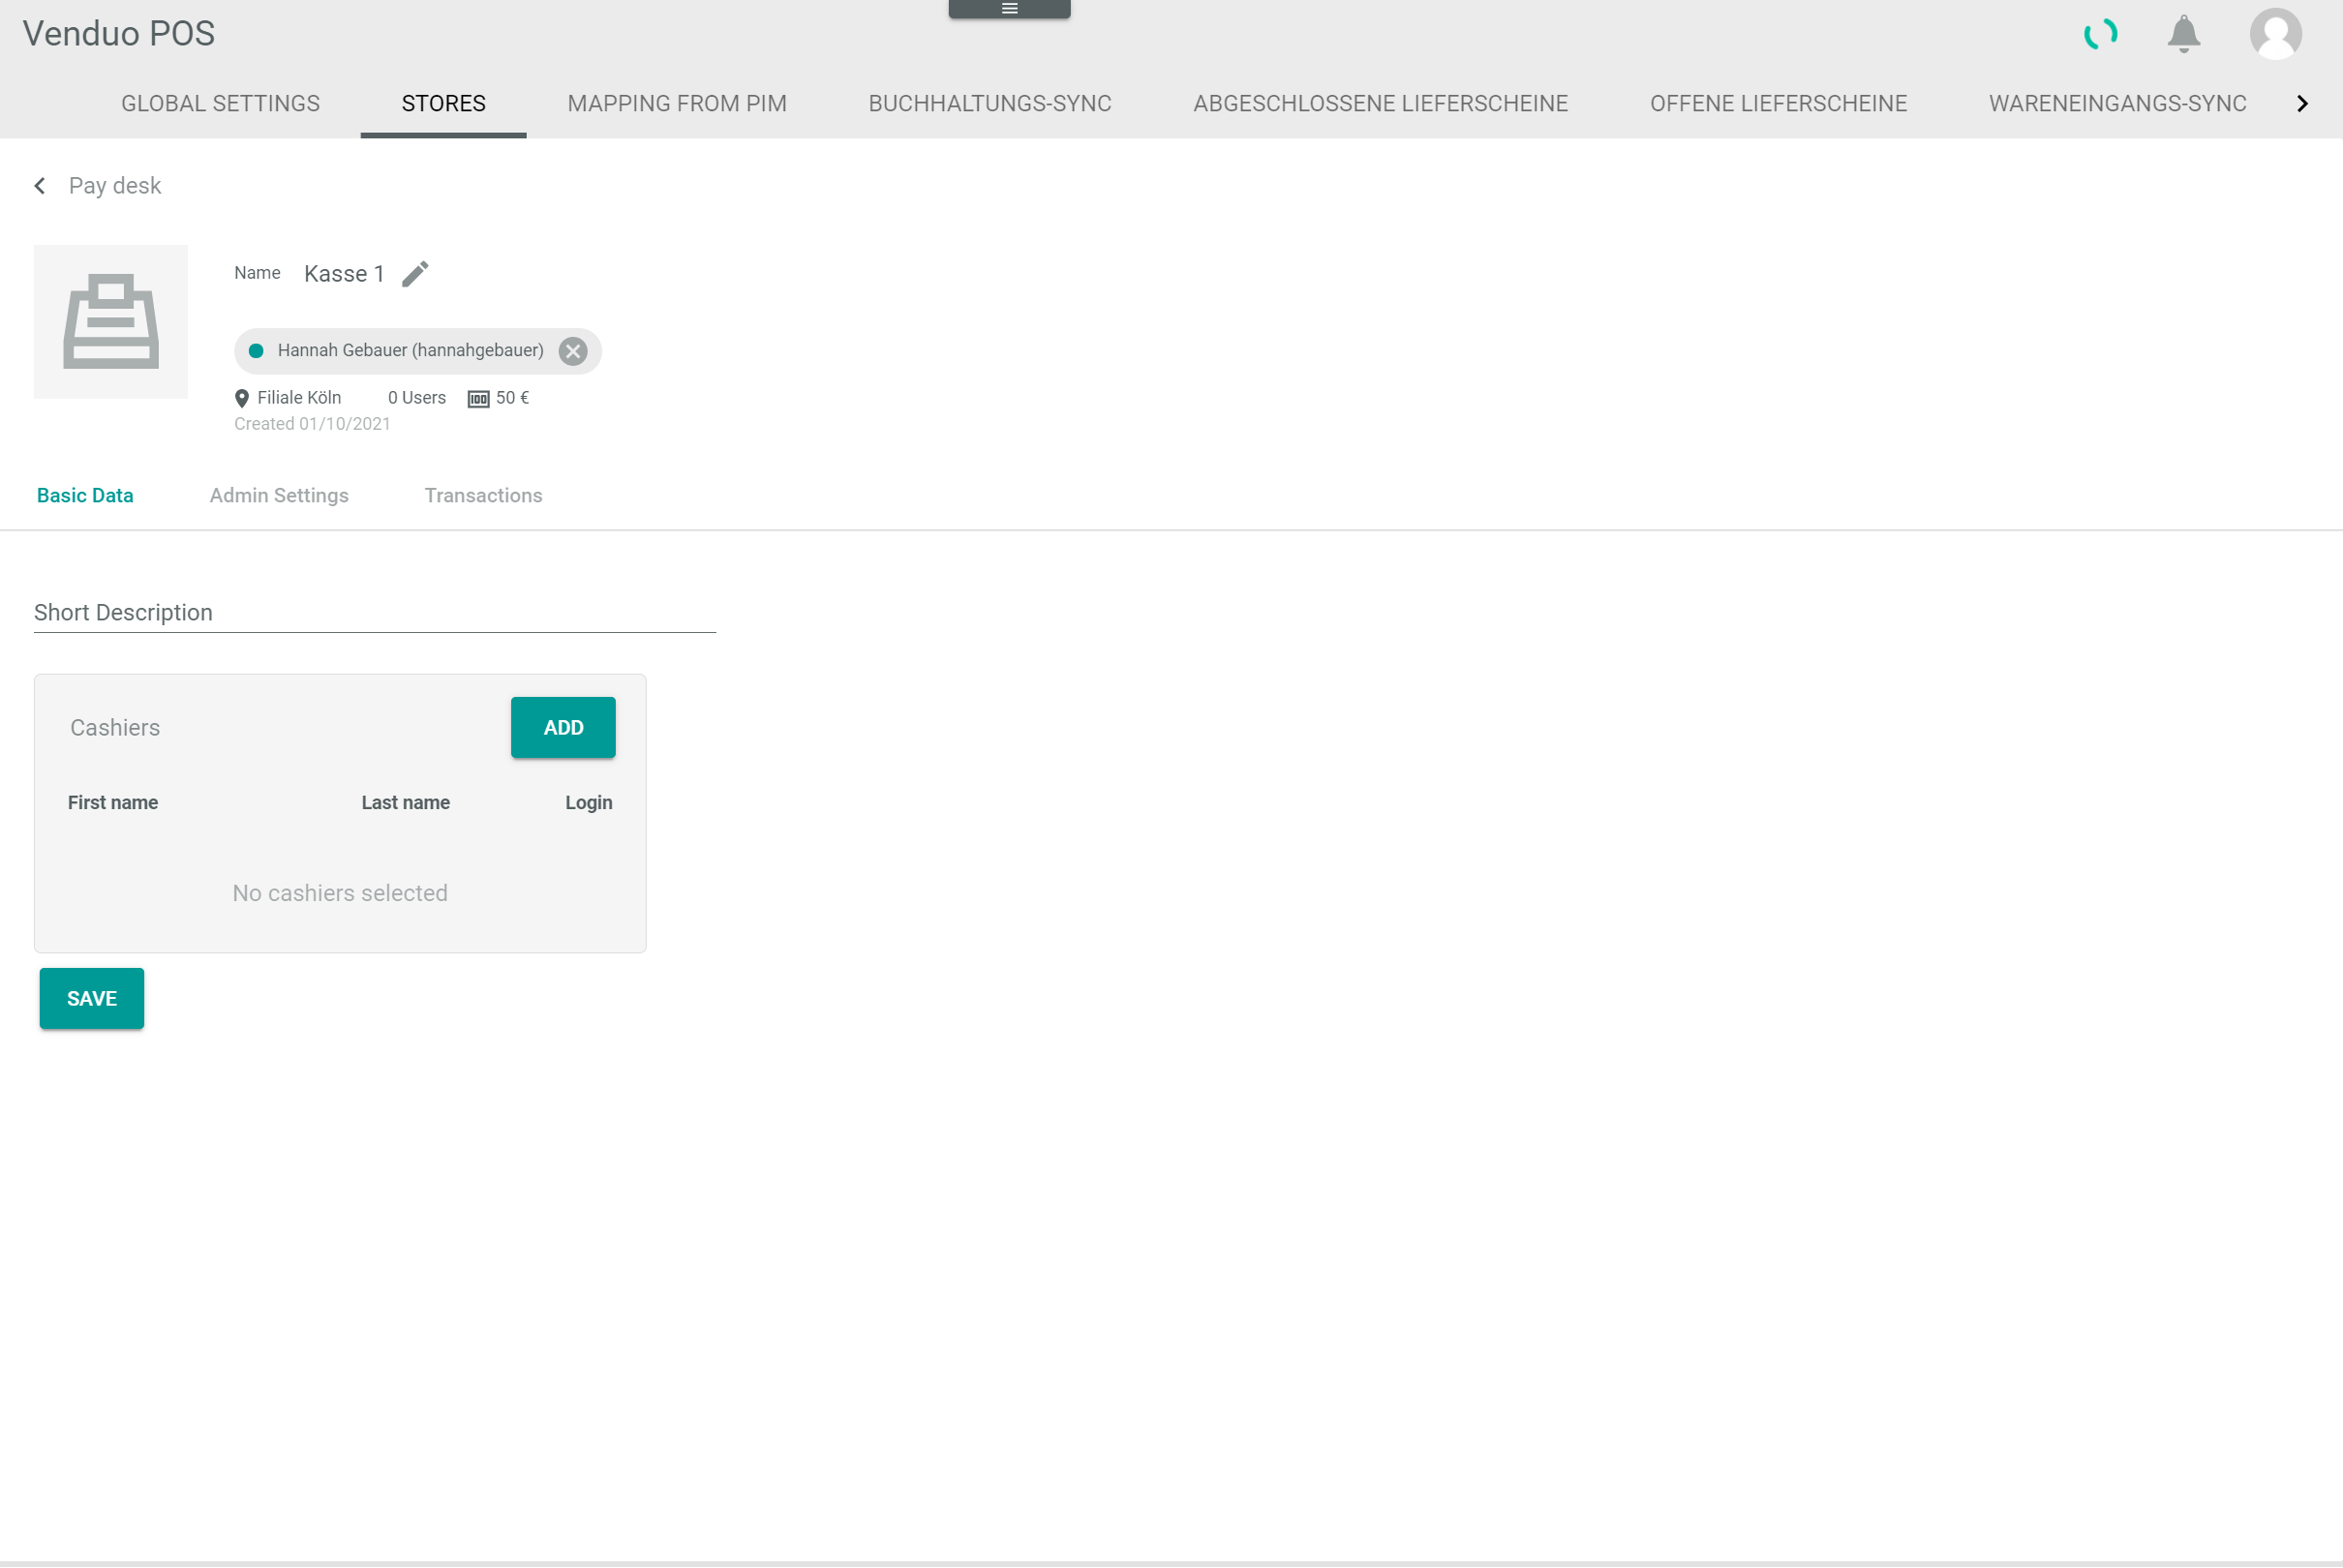 Venduo POS
GLOBAL SETTINGS STORES MAPPING FROM PIM BUCHHALTUNGS-SYNC ABGESCHLOSSENE LIEFERSCHEINE OFFENE LIEFERSCHEINE WARENEINGANGS-SYNC
Pay desk
Name Kasse 1
Hannah Gebauer (hannahgebauer)
Filiale Köln 0 Users 100 50 €
Created 01/10/2021
Basic Data Admin Settings Transactions
Short Description
Cashiers ADD
First name Last name Login
No cashiers selected
SAVE